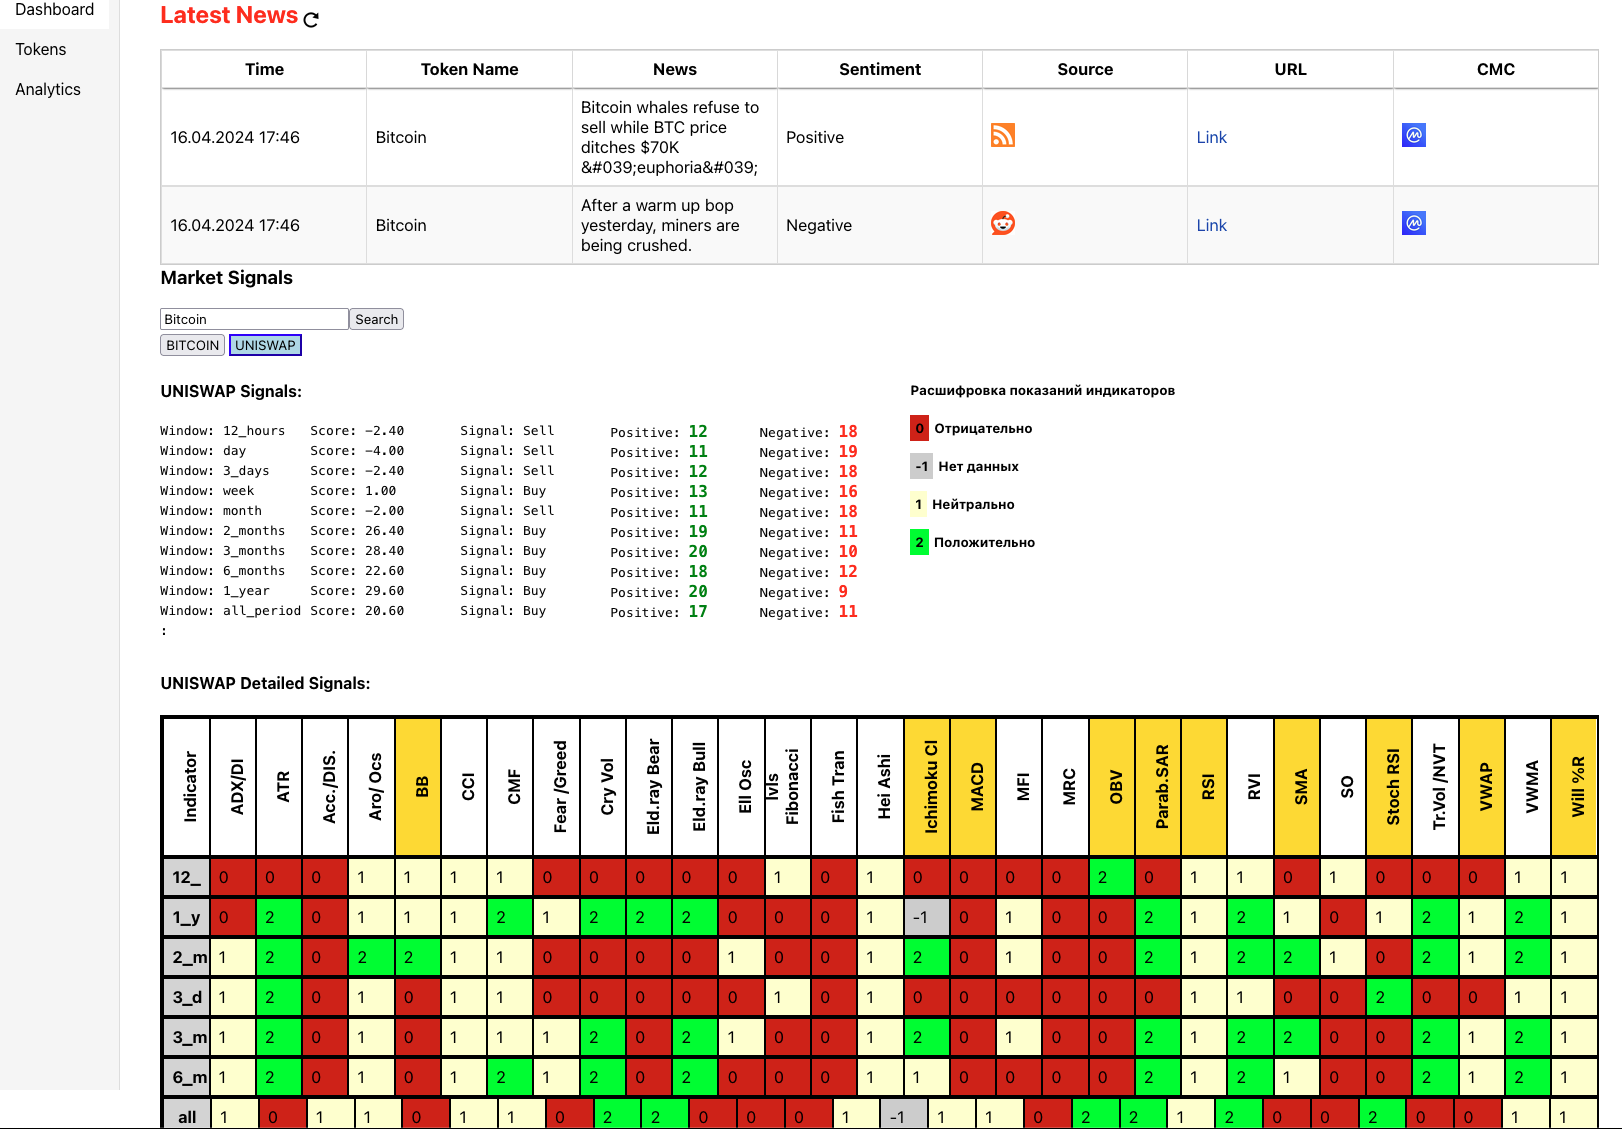 Dashboard
Tokens
Analytics
Latest News
Time Token Name News Sentiment Source URL CMC
16.04.2024 17:46 Bitcoin Bitcoin whales refuse to
sell while BTC price
ditches $70K
&#039;euphoria&#039; Positive Link
16.04.2024 17:46 Bitcoin After a warm up bop
yesterday, miners are
being crushed. Negative Link
Market Signals
Bitcoin Search
BITCOIN UNISWAP
UNISWAP Signals:
Window: 12_hours Score: -2.40 Signal: Sell Positive: 12 Negative: 18
Window: day Score: -4.00 Signal: Sell Positive: 11 Negative: 19
Window: 3_days Score: -2.40 Signal: Sell Positive: 12 Negative: 18
Window: week Score: 1.00 Signal: Buy Positive: 13 Negative: 16
Window: month Score: -2.00 Signal: Sell Positive: 11 Negative: 18
Window: 2_months Score: 26.40 Signal: Buy Positive: 19 Negative: 11
Window: 3_months Score: 28.40 Signal: Buy Positive: 20 Negative: 10
Window: 6_months Score: 22.60 Signal: Buy Positive: 18 Negative: 12
Window: 1_year Score: 29.60 Signal: Buy Positive: 20 Negative: 9
Window: all_period Score: 20.60 Signal: Buy Positive: 17 Negative: 11
:
Расшифровка показаний индикаторов
0 Отрицательно
-1 Нет данных
1 Нейтрально
2 Положительно
UNISWAP Detailed Signals:
Indicator ADX/DI ATR Acc./DIS. Aro/ Ocs BB CCI CMF Fear /Greed Cry Vol Eld.ray Bear Eld.ray Bull Ell Osc lvls Fibonacci Fish Tran Hei Ashi Ichimoku Cl MACD MFI MRC OBV Parab.SAR RSI RVI SMA SO Stoch RSI Tr.Vol /NVT VWAP VWMA Will %R
12_ 0 0 0 1 1 1 1 0 0 0 0 0 1 0 1 0 0 0 0 2 0 1 1 0 1 0 0 0 1 1
1_y 0 2 0 1 1 1 2 1 2 2 2 0 0 0 1 -1 0 1 0 0 2 1 2 1 0 1 2 1 2 1
2_m 1 2 0 2 2 1 1 0 0 0 0 1 0 0 1 2 0 1 0 0 2 1 2 2 1 0 2 1 2 1
3_d 1 2 0 1 0 1 1 0 0 0 0 0 1 0 1 0 0 0 0 0 0 1 1 0 0 2 0 0 1 1
3_m 1 2 0 1 0 1 1 1 2 0 2 1 0 0 1 2 0 1 0 0 2 1 2 2 0 0 2 1 2 1
6_m 1 2 0 1 0 1 2 1 2 0 2 0 0 0 1 1 0 0 0 0 2 1 2 1 0 0 2 1 2 1
all 1 0 1 1 0 1 1 0 2 2 0 0 0 1 -1 1 1 0 2 2 1 2 0 0 2 0 0 1 1